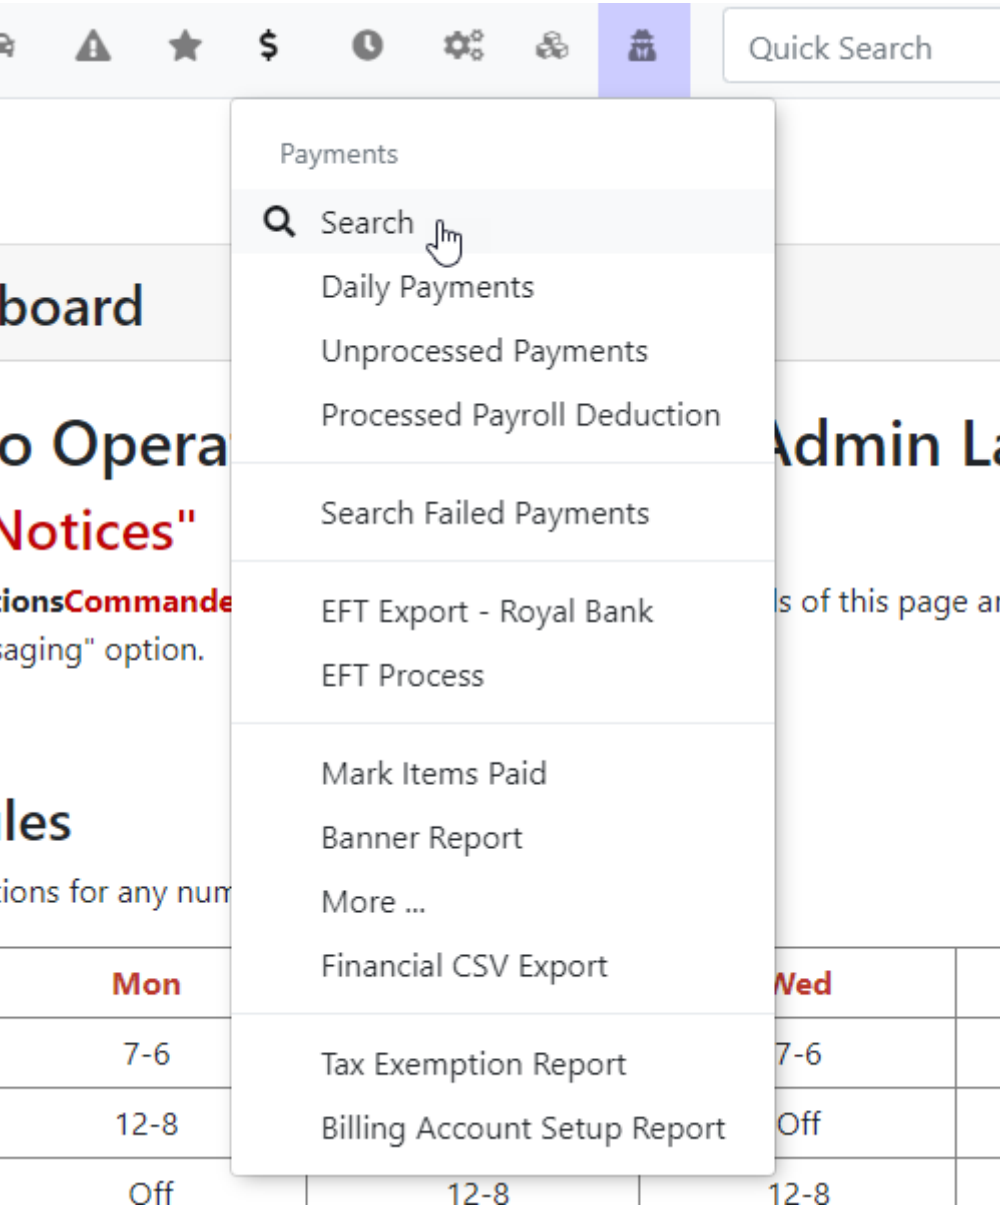 Quick Search
Payments
Search
Daily Payments
board
Unprocessed Payments
Processed Payroll Deduction
o Opera Admin La
Notices"
Search Failed Payments
tionsCommande ls of this page ar
EFT Export - Royal Bank
saging" option.
EFT Process
Mark Items Paid
les
Banner Report
tions for any num
More ...
Financial CSV Export
Mon Wed
7-6 7-6
Tax Exemption Report
12-8 Off
Billing Account Setup Report
Off 12-8 12-8